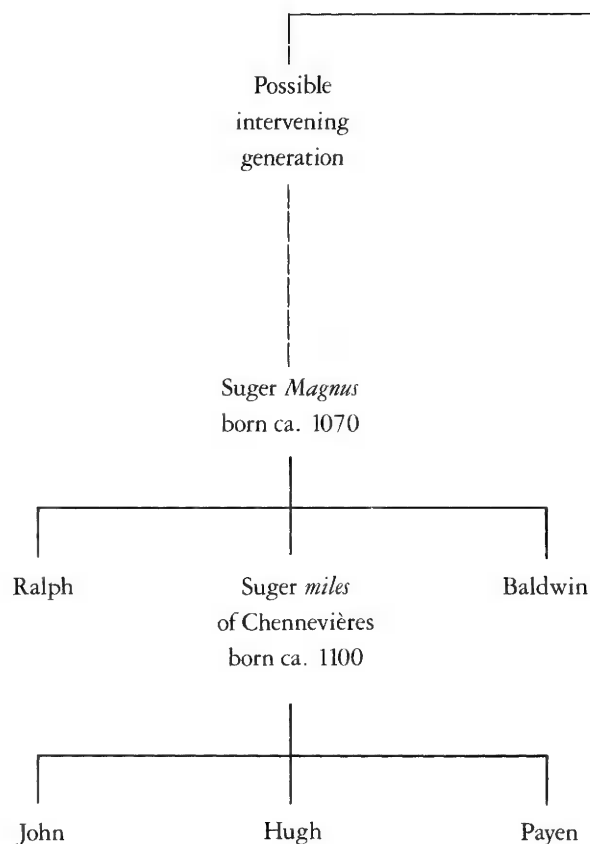 Possible
intervening
generation
Suger Magnus
born ca. 1070
Ralph
Suger miles
of Chennevières
born ca. 1100
Baldwin
John
Hugh
Payen